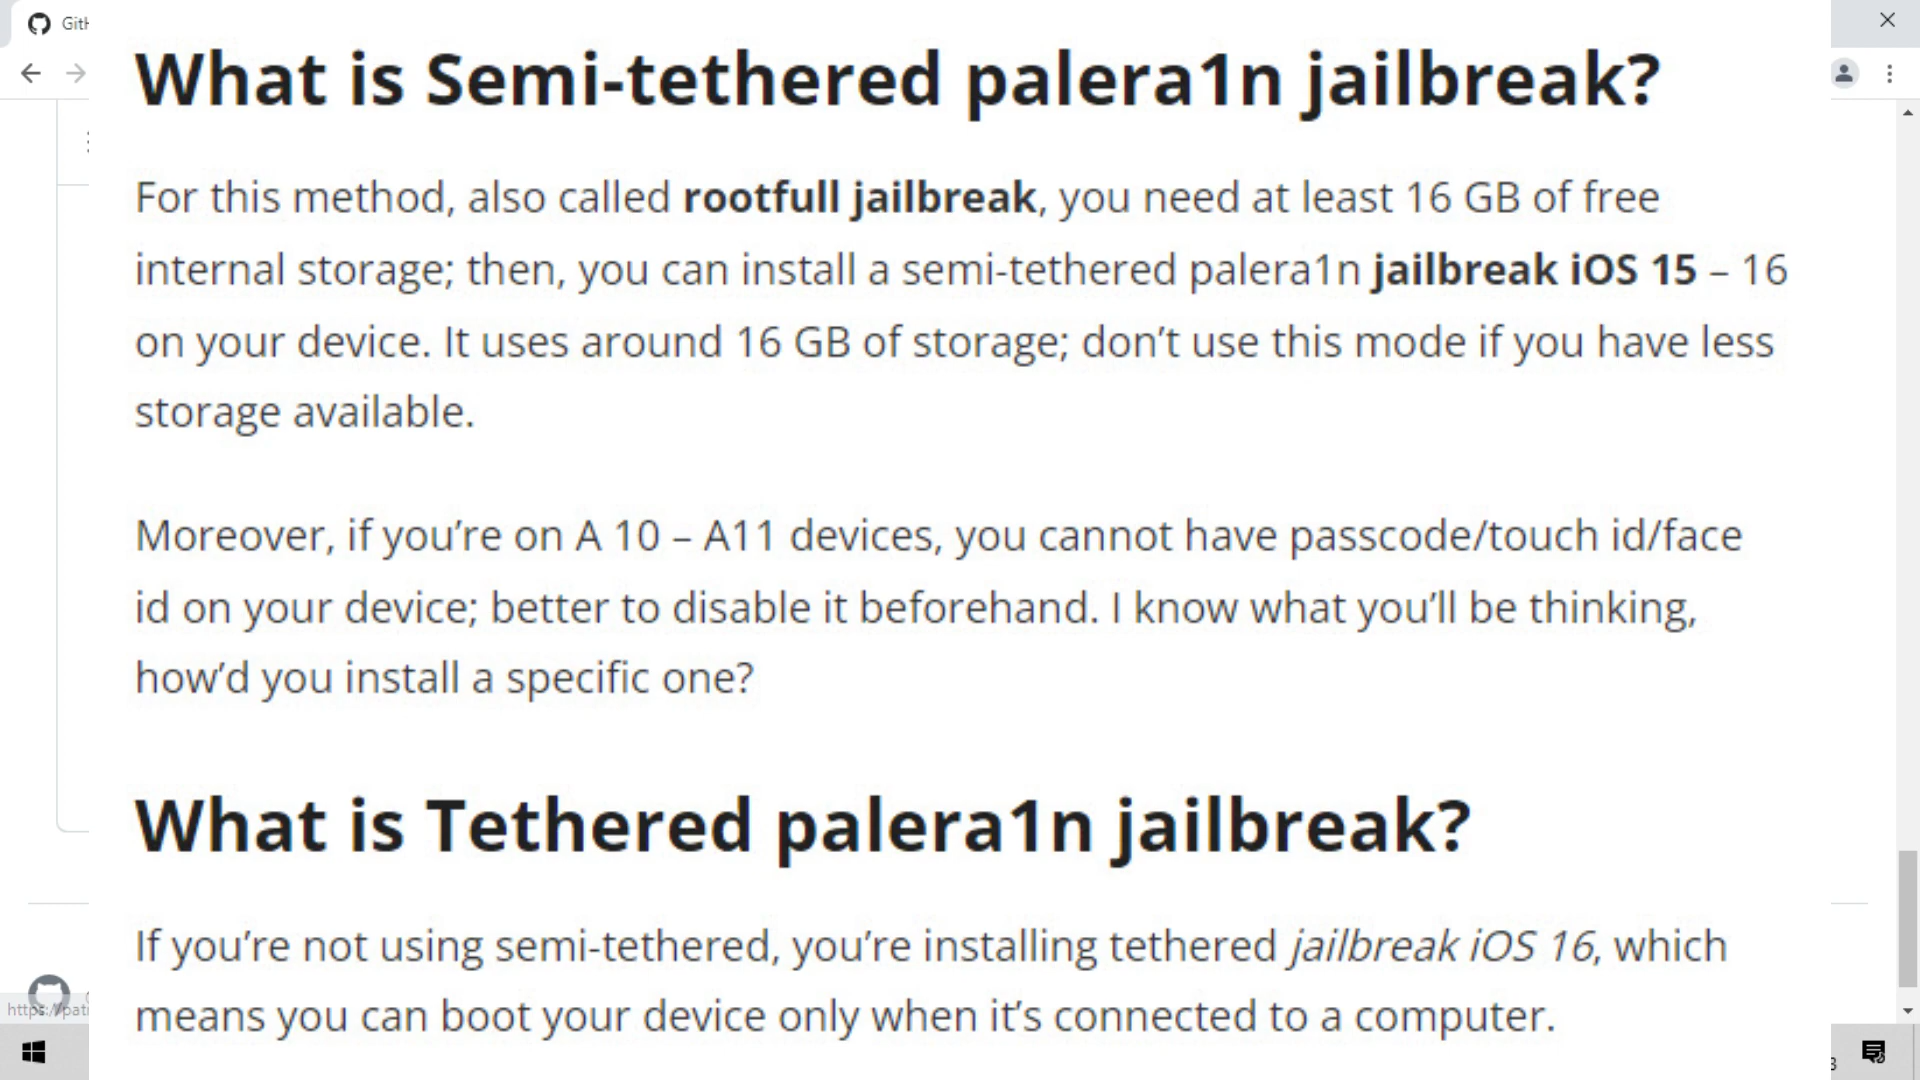 Git
What is Semi-tethered palera1n jailbreak?
For this method, also called rootfull jailbreak, you need at least 16 GB of free
internal storage; then, you can install a semi-tethered palera1n jailbreak iOS 15 – 16
on your device. It uses around 16 GB of storage; don’t use this mode if you have less
storage available.
Moreover, if you’re on A 10 – A11 devices, you cannot have passcode/touch id/face
id on your device; better to disable it beforehand. I know what you’ll be thinking,
how’d you install a specific one?
What is Tethered palera1n jailbreak?
If you’re not using semi-tethered, you’re installing tethered jailbreak iOS 16, which
means you can boot your device only when it’s connected to a computer.
https://pat